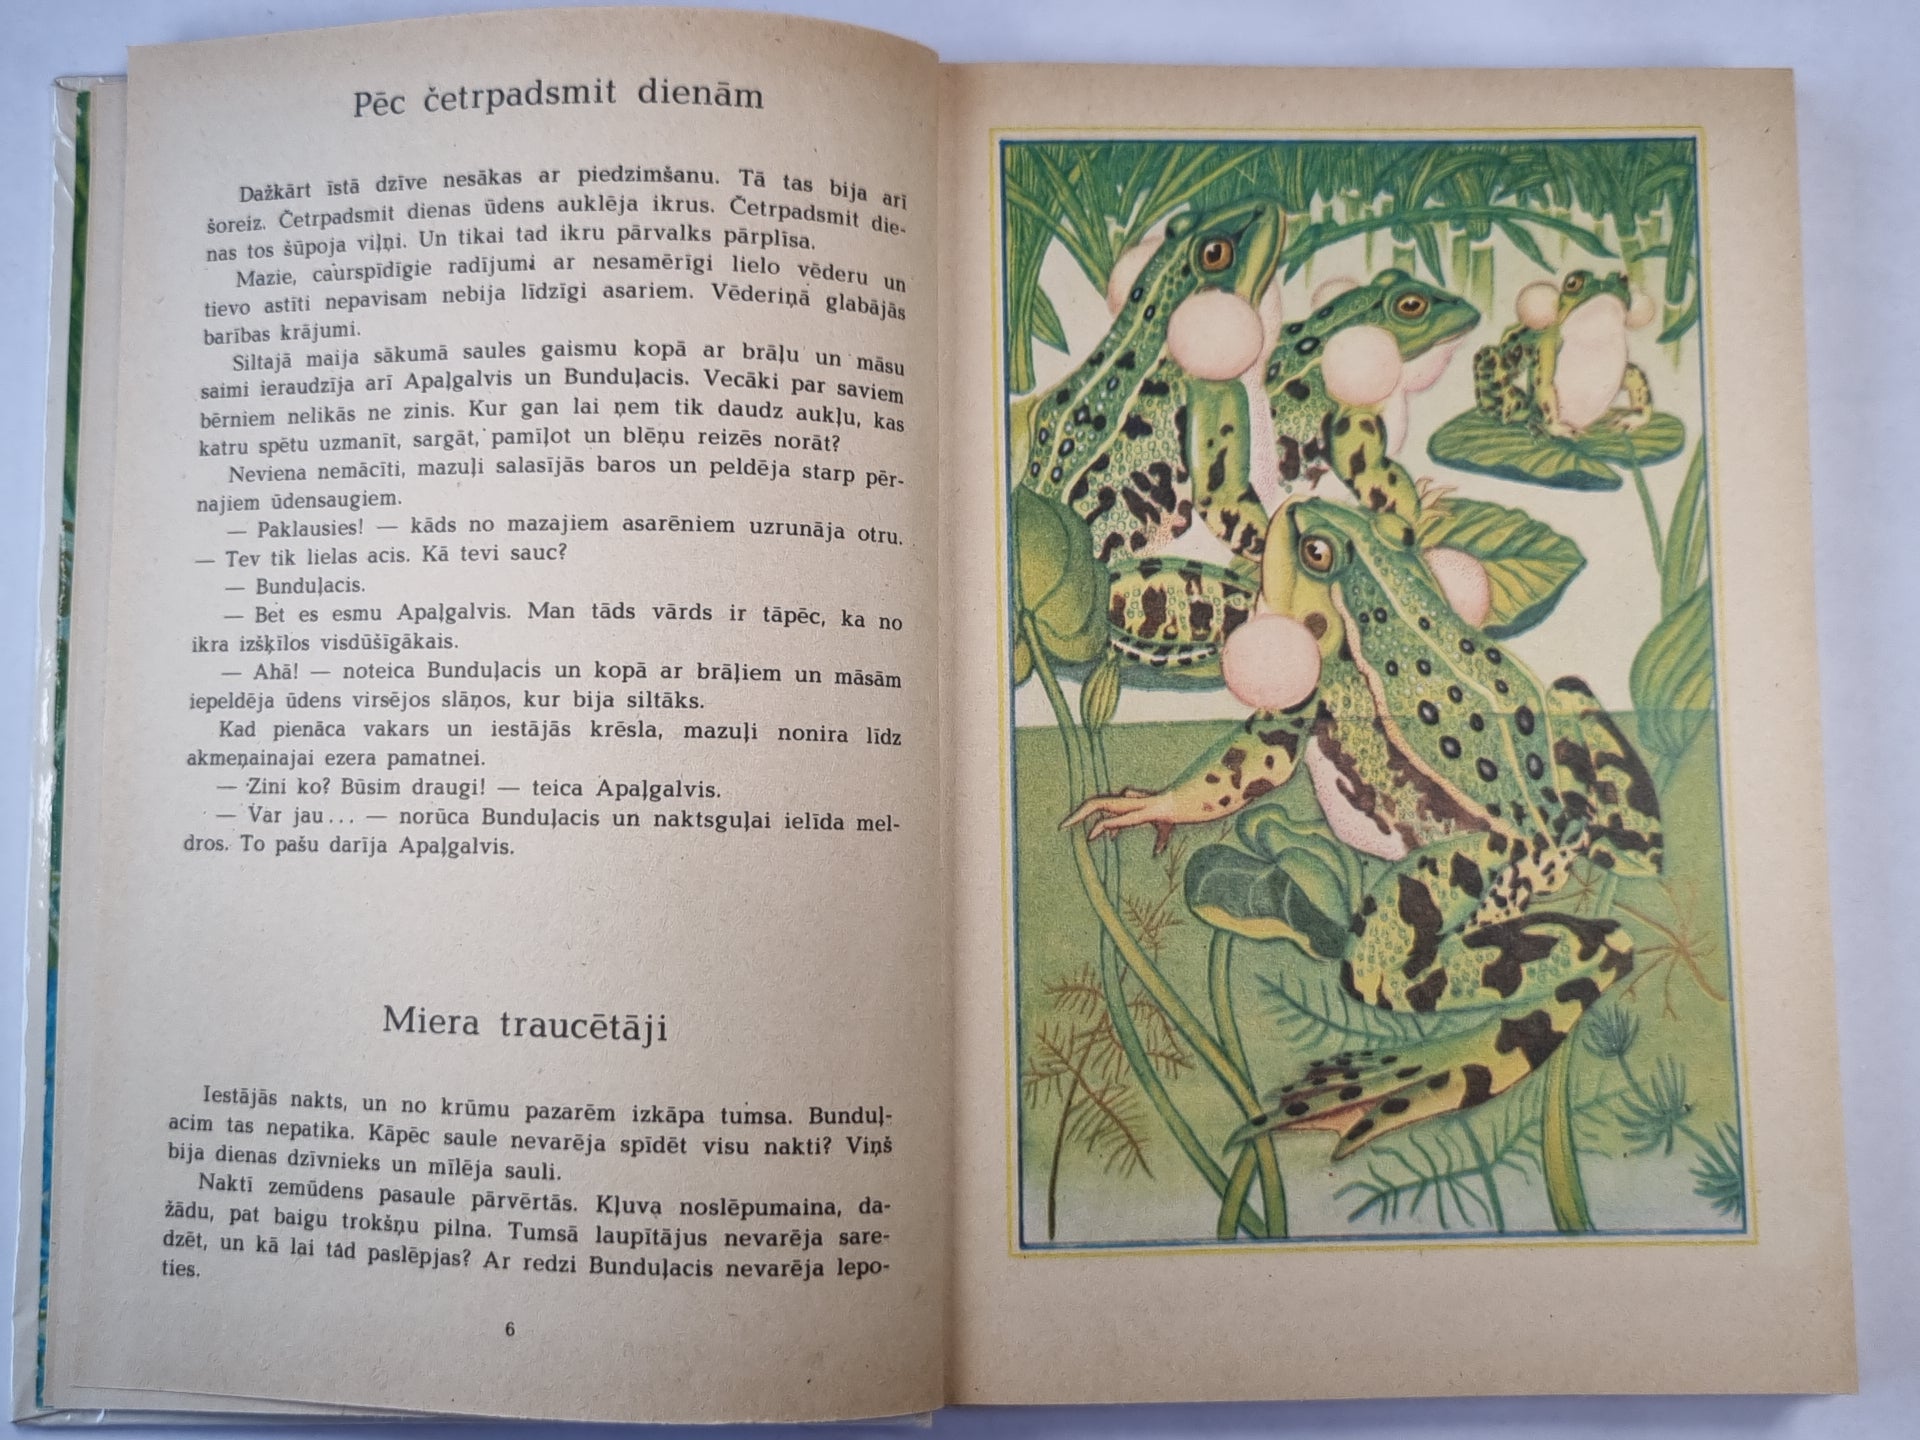 Pēc četrpadsmit dienām
Dažkārt īstā dzīve nesākas ar piedzimšanu. Tā tas bija arī
šoreiz. Četrpadsmit dienas ūdens auklēja ikrus. Četrpadsmit die-
nas tos šūpoja viļņi. Un tikai tad ikru pārvalks pārplīsa.
Mazie, caurspīdīgie radījumi ar nesamērīgi lielo vēderu un
tievo astīti nepavisam nebija līdzīgi asariem. Vēderiņā glabājās
barības krājumi.
Siltajā maija sākumā saules gaismu kopā ar brāļu un māsu
saimi ieraudzīja arī Apaļgalvis un Bunduļacis. Vecāki par saviem
bērniem nelikās ne zinis. Kur gan lai ņem tik daudz aukļu, kas
katru spētu uzmanīt, sargāt, pamīļot un blēņu reizēs norāt?
Neviena nemācīti, mazuļi salasījās baros un peldēja starp pēr-
najiem ūdensaugiem.
— Paklausies! — kāds no mazajiem asarēniem uzrunāja otru.
— Tev tik lielas acis. Kā tevi sauc?
— Bunduļacis.
— Bet es esmu Apaļgalvis. Man tāds vārds ir tāpēc, ka no
ikra izšķīlos visdūšīgākais.
— Ahā! — noteica Bunduļacis un kopā ar brāļiem un māsām
iepeldēja ūdens virsējos slāņos, kur bija siltāks.
Kad pienāca vakars un iestājās krēsla, mazuļi nonira līdz
akmeņainajai ezera pamatnei.
— Zini ko? Būsim draugi! — teica Apaļgalvis.
— Var jau... — norūca Bunduļacis un naktsguļai ielīda mel-
dros. To pašu darīja Apaļgalvis.
Miera traucētāji
Iestājās nakts, un no krūmu pazarēm izkāpa tumsa. Bunduļ-
acim tas nepatika. Kāpēc saule nevarēja spīdēt visu nakti? Viņš
bija dienas dzīvnieks un mīlēja sauli.
Naktī zemūdens pasaule pārvērtās. Kļuva noslēpumaina, da-
žādu, pat baigu trokšņu pilna. Tumsā laupītājus nevarēja sare-
dzēt, un kā lai tad paslēpjas? Ar redzi Bunduļacis nevarēja lepo-
ties.
6